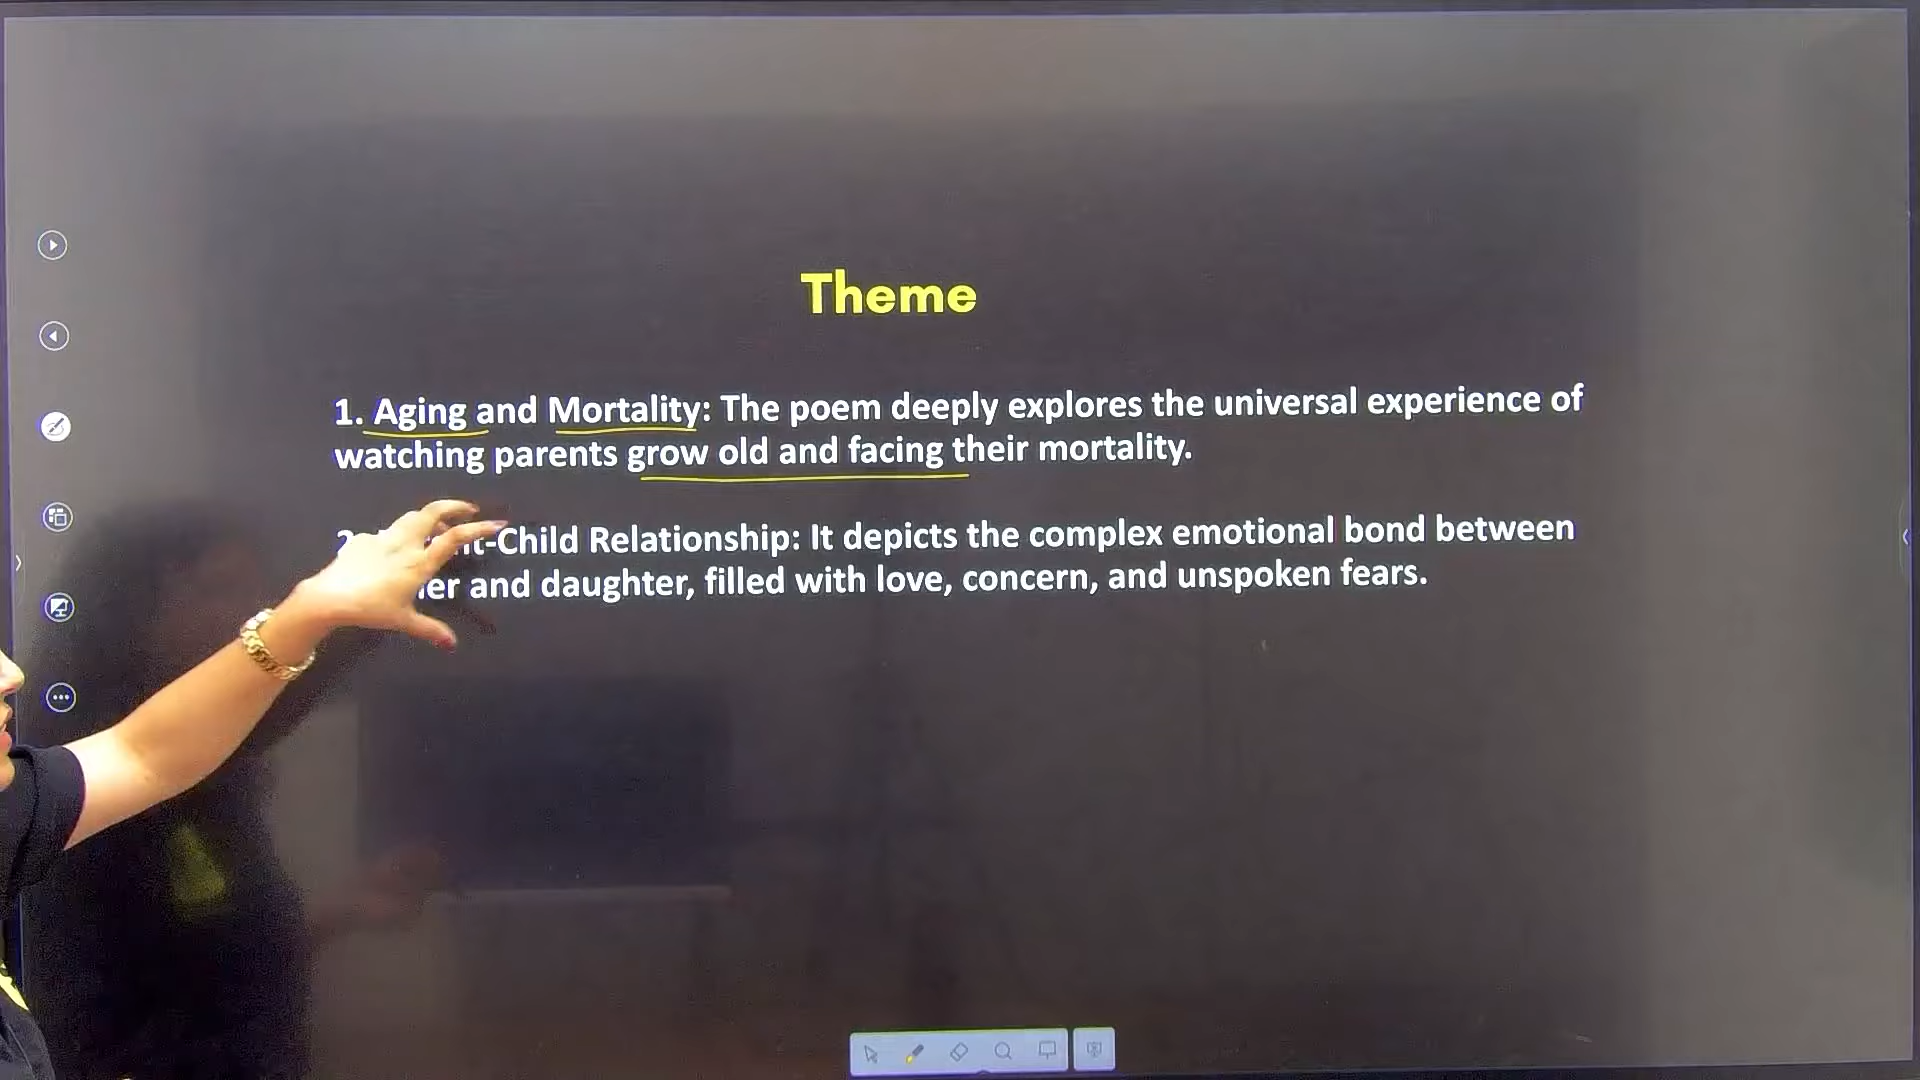 Theme
1. Aging and Mortality: The poem deeply explores the universal experience of
watching parents grow old and facing their mortality.
-Child Relationship: It depicts the complex emotional bond between
and daughter, filled with love, concern, and unspoken fears.